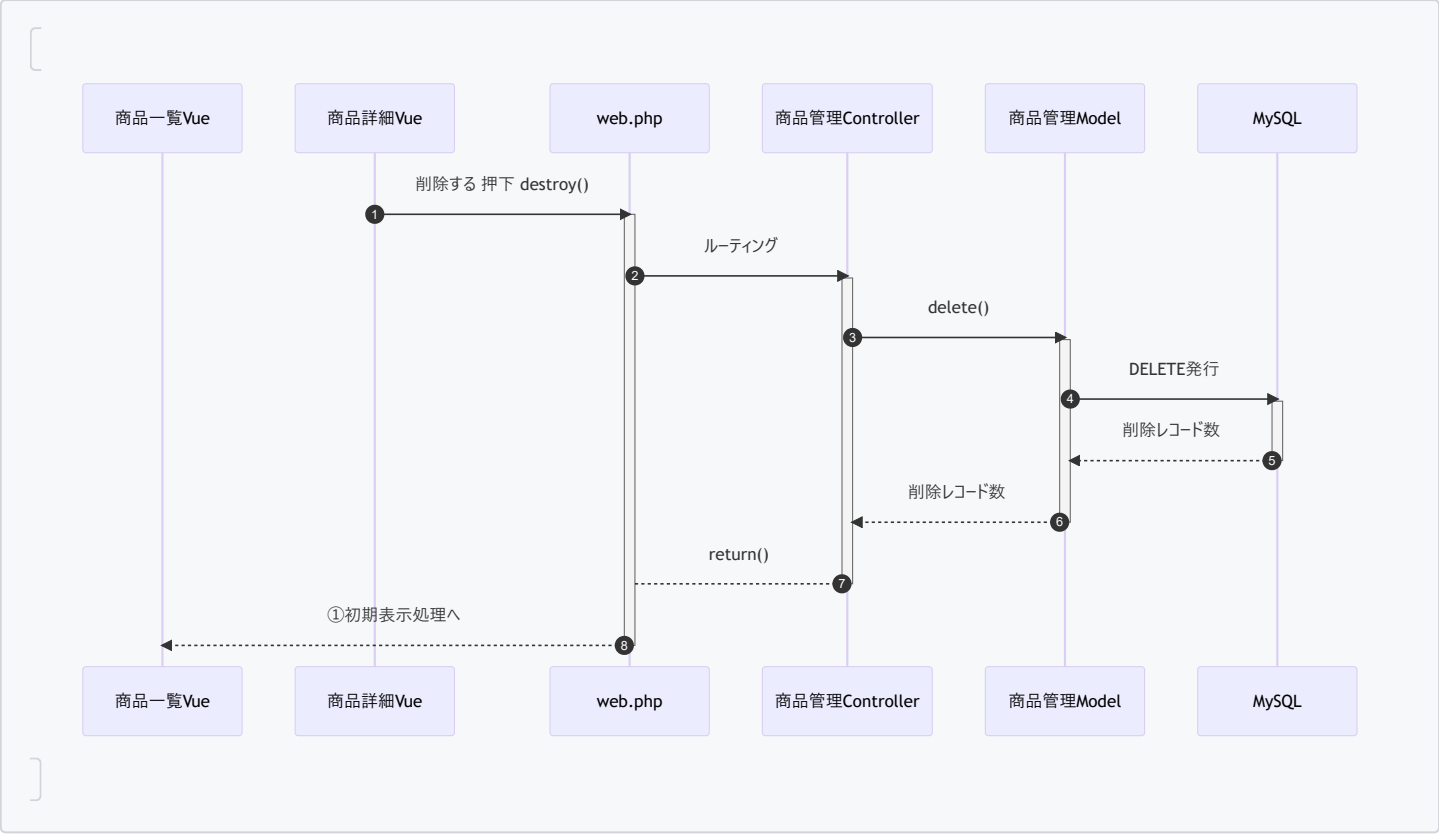 商品一覧Vue
商品詳細Vue
web.php
商品管理Controller
商品管理Model
MySQL
削除する 押下 destroy()
1
ルーティング
2
delete()
3
DELETE発行
4
削除レコード数
5
削除レコード数
6
return()
7
①初期表示処理へ
8
商品一覧Vue
商品詳細Vue
web.php
商品管理Controller
商品管理Model
MySQL